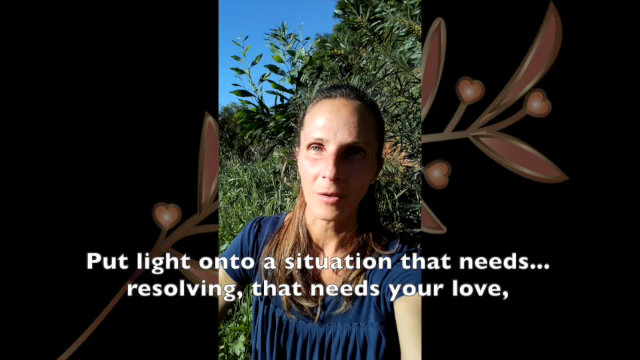 Put light onto a situation that needs...
resolving, that needs your love,